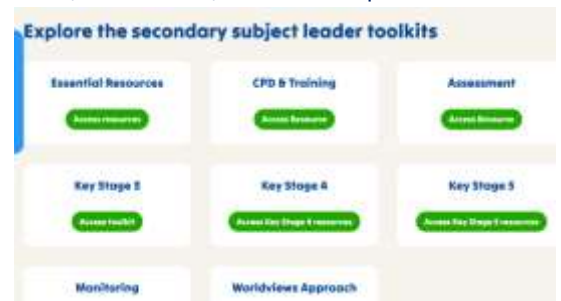 Explore the secondary subject leader toolkits
Essential Resources
CPD & Training
Assessment
Access resources
Access Resource
Access Resource
Key Stage 3
Key Stage 4
Key Stage 5
Access toolkit
Access Key Stage 4 resources
Access Key Stage 5 resources
Monitoring
Worldviews Approach